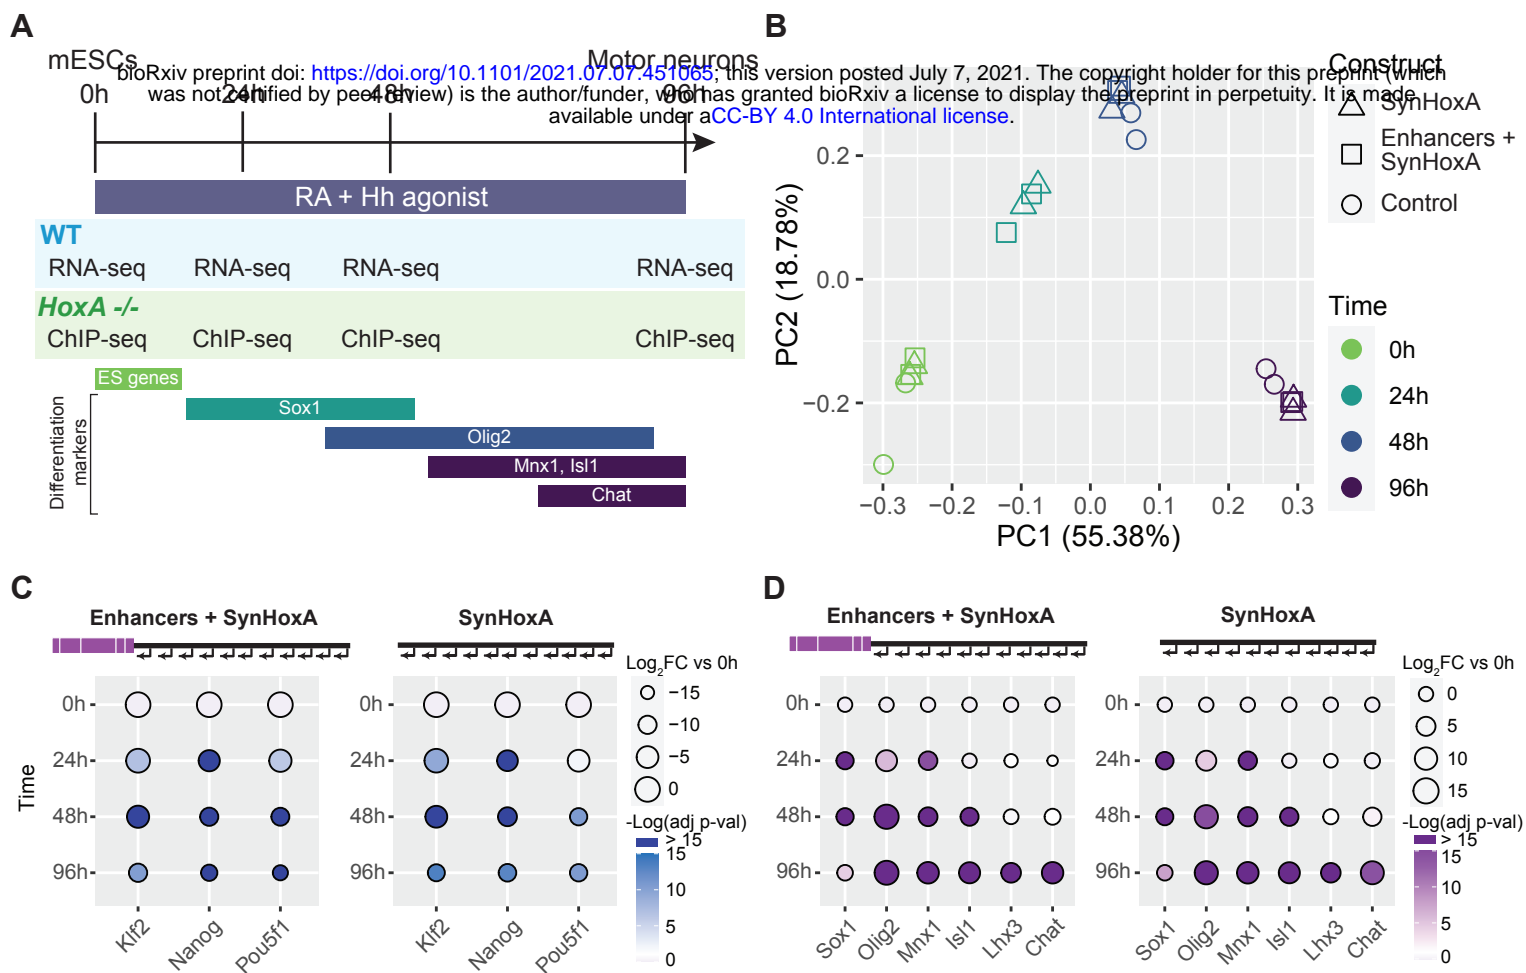 A
B
mESCs
Motor neurons
bioRxiv preprint doi: https://doi.org/10.1101/2021.07.07.451065; this version posted July 7, 2021. The copyright holder for this preprint (which
was not certified by peer review) is the author/funder, who has granted bioRxiv a license to display the preprint in perpetuity. It is made
available under aCC-BY 4.0 International license.
0h 24h 48h 96h
RA + Hh agonist
WT
RNA-seq RNA-seq RNA-seq RNA-seq
HoxA -/-
ChIP-seq ChIP-seq ChIP-seq ChIP-seq
ES genes
Sox1
Olig2
Mnx1, Isl1
Chat
Differentiation
markers
PC2 (18.78%)
0.2
0.0
−0.2
−0.3 −0.2 −0.1 0.0 0.1 0.2 0.3
PC1 (55.38%)
Construct
SynHoxA
Enhancers +
SynHoxA
Control
Time
0h
24h
48h
96h
C
Enhancers + SynHoxA
SynHoxA
Time
0h
24h
48h
96h
Klf2 Nanog Pou5f1
0h
24h
48h
96h
Klf2 Nanog Pou5f1
Log2FC vs 0h
−15
−10
−5
0
-Log(adj p-val)
> 15
15
10
5
0
D
Enhancers + SynHoxA
SynHoxA
0h
24h
48h
96h
Sox1 Olig2 Mnx1 Isl1 Lhx3 Chat
0h
24h
48h
96h
Sox1 Olig2 Mnx1 Isl1 Lhx3 Chat
Log2FC vs 0h
0
5
10
15
-Log(adj p-val)
> 15
15
10
5
0